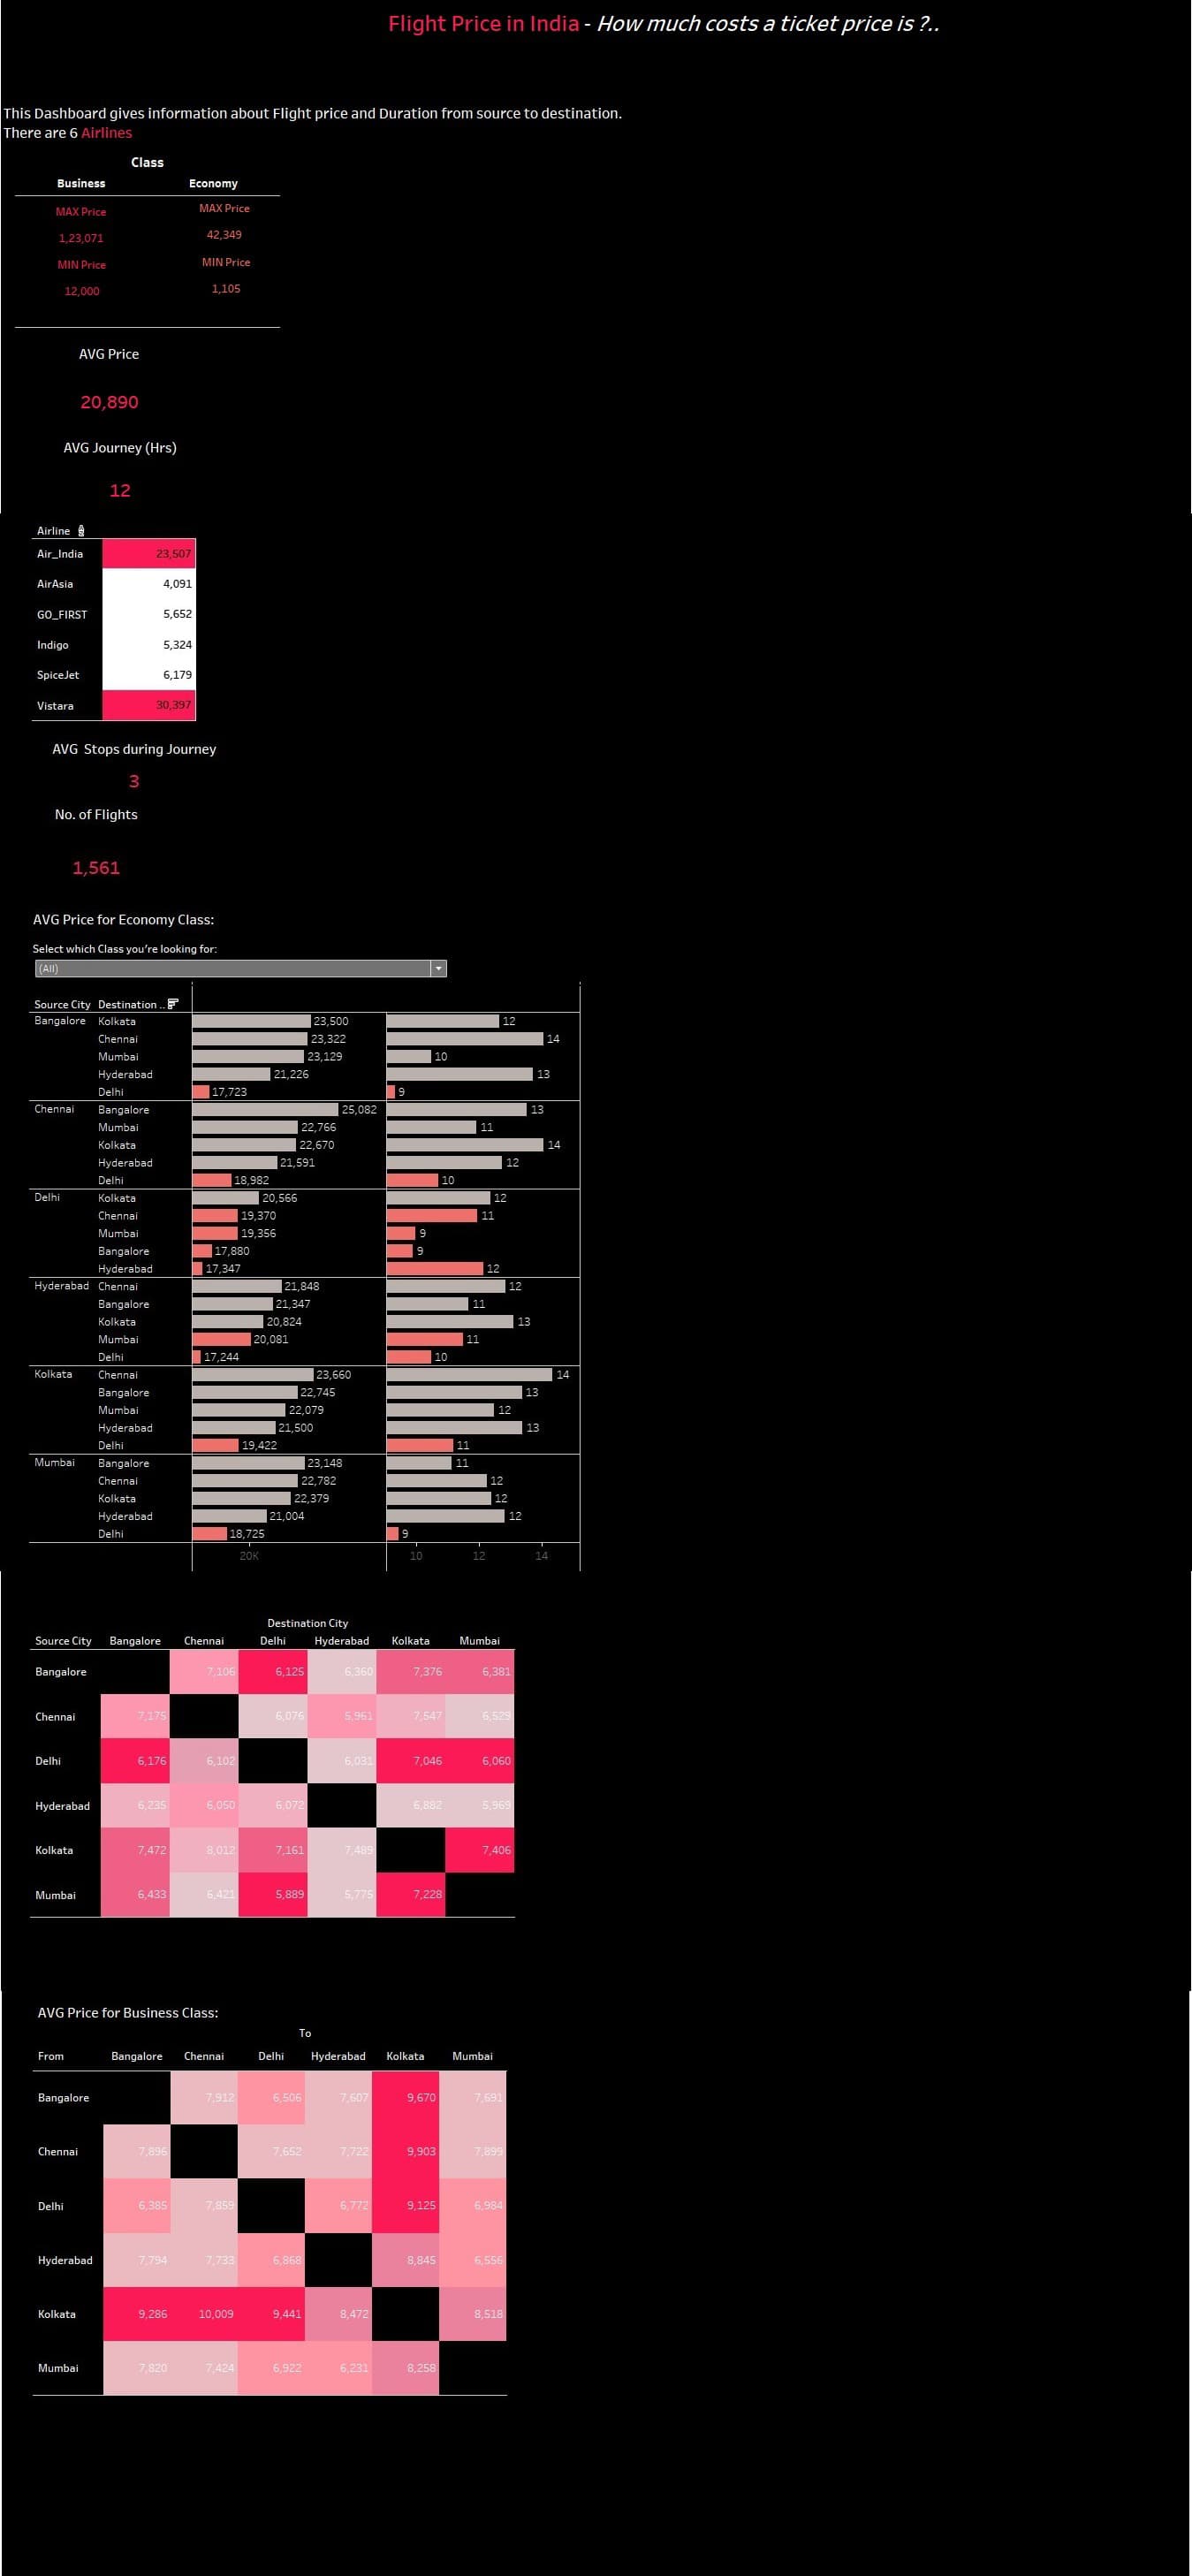 Flight Price in India - How much costs a ticket price is ?..
This Dashboard gives information about Flight price and Duration from source to destination.
There are 6 Airlines
Class
Business Economy
MAX Price MAX Price
1,23,071 42,349
MIN Price MIN Price
12,000 1,105
AVG Price
20,890
AVG Journey (Hrs)
12
Airline
Air_India 23,507
AirAsia 4,091
GO_FIRST 5,652
Indigo 5,324
SpiceJet 6,179
Vistara 30,397
AVG Stops during Journey
3
No. of Flights
1,561
AVG Price for Economy Class:
Select which Class you're looking for:
(All)
Source City Destination ..
Bangalore Kolkata 23,500 12
Chennai 23,322 14
Mumbai 23,129 10
Hyderabad 21,226 13
Delhi 17,723 9
Chennai Bangalore 25,082 13
Mumbai 22,766 11
Kolkata 22,670 14
Hyderabad 21,591 12
Delhi 18,982 10
Delhi Kolkata 20,566 12
Chennai 19,370 11
Mumbai 19,356 9
Bangalore 17,880 9
Hyderabad 17,347 12
Hyderabad Chennai 21,848 12
Bangalore 21,347 11
Kolkata 20,824 13
Mumbai 20,081 11
Delhi 17,244 10
Kolkata Chennai 23,660 14
Bangalore 22,745 13
Mumbai 22,079 12
Hyderabad 21,500 13
Delhi 19,422 11
Mumbai Bangalore 23,148 11
Chennai 22,782 12
Kolkata 22,379 12
Hyderabad 21,004 12
Delhi 18,725 9
20K 10 12 14
Destination City
Source City Bangalore Chennai Delhi Hyderabad Kolkata Mumbai
Bangalore 7,106 6,125 6,360 7,376 6,381
Chennai 7,175 6,076 5,961 7,547 6,529
Delhi 6,176 6,102 6,031 7,046 6,060
Hyderabad 6,235 6,050 6,072 6,882 5,969
Kolkata 7,472 8,012 7,161 7,489 7,406
Mumbai 6,433 6,421 5,889 5,775 7,228
AVG Price for Business Class:
To
From Bangalore Chennai Delhi Hyderabad Kolkata Mumbai
Bangalore 7,912 6,506 7,607 9,670 7,691
Chennai 7,896 7,652 7,722 9,903 7,899
Delhi 6,385 7,859 6,772 9,125 6,984
Hyderabad 7,794 7,733 6,868 8,845 6,556
Kolkata 9,286 10,009 9,441 8,472 8,518
Mumbai 7,820 7,424 6,922 6,231 8,258